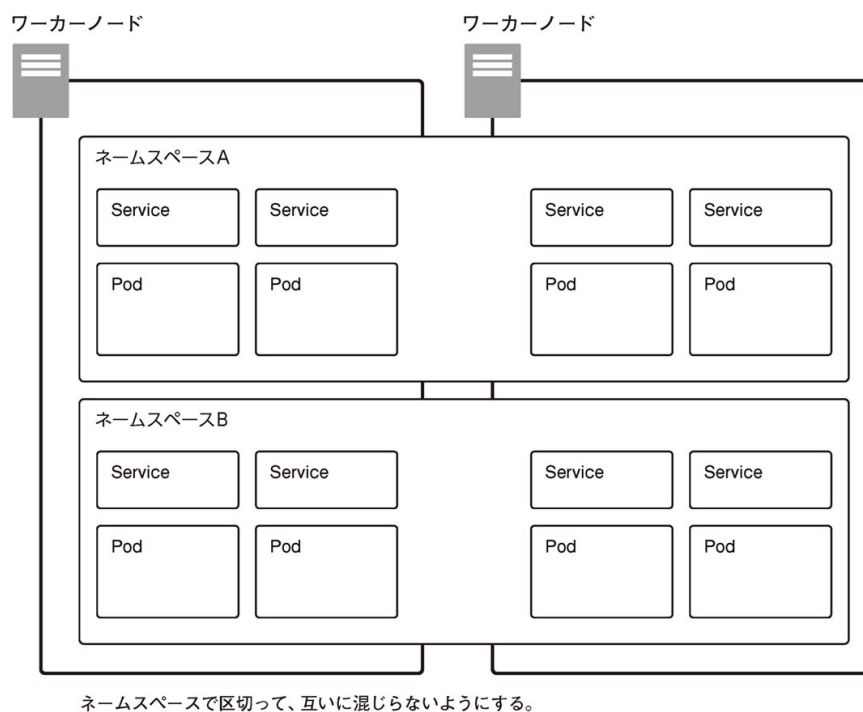 ワーカーノード
ワーカーノード
ネームスペースA
Service
Service
Service
Service
Pod
Pod
Pod
Pod
ネームスペースB
Service
Service
Service
Service
Pod
Pod
Pod
Pod
ネームスペースで区切って、互いに混じらないようにする。